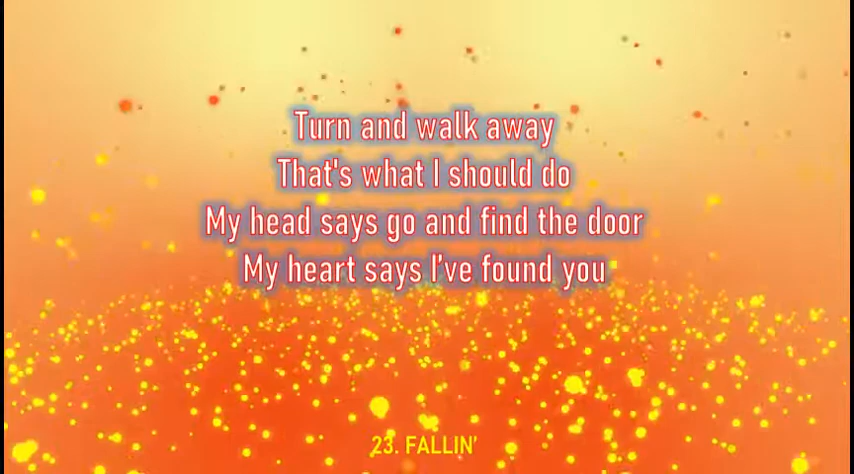 Turn and walk away
That's what I should do
My head says go and find the door
My heart says I’ve found you
23. FALLIN’